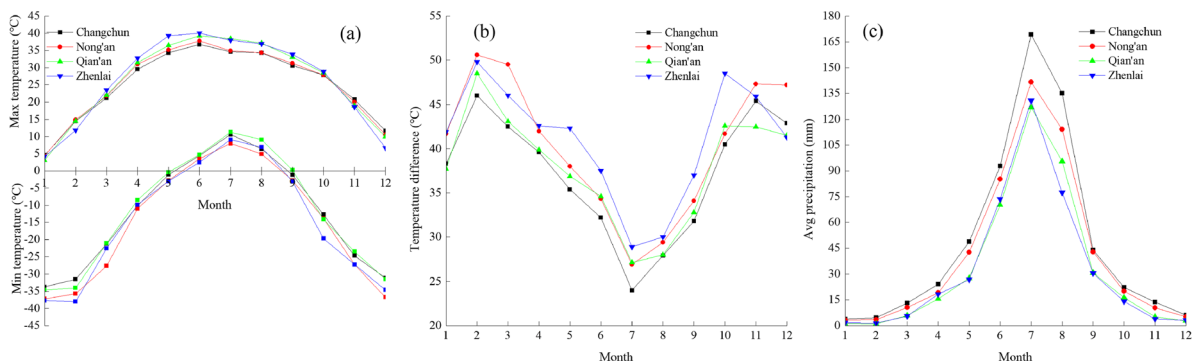 (a)
Changchun
Nong'an
Qian'an
Zhenlai
Max temperature (℃)
Min temperature (℃)
45
40
35
30
25
20
15
10
5
0
-5
-10
-15
-20
-25
-30
-35
-40
-45
1 2 3 4 5 6 7 8 9 10 11 12
Month
(b)
Changchun
Nong'an
Qian'an
Zhenlai
Temperature difference (℃)
55
50
45
40
35
30
25
20
1 2 3 4 5 6 7 8 9 10 11 12
Month
(c)
Changchun
Nong'an
Qian'an
Zhenlai
Avg precipitation (mm)
180
165
150
135
120
105
90
75
60
45
30
15
0
1 2 3 4 5 6 7 8 9 10 11 12
Month